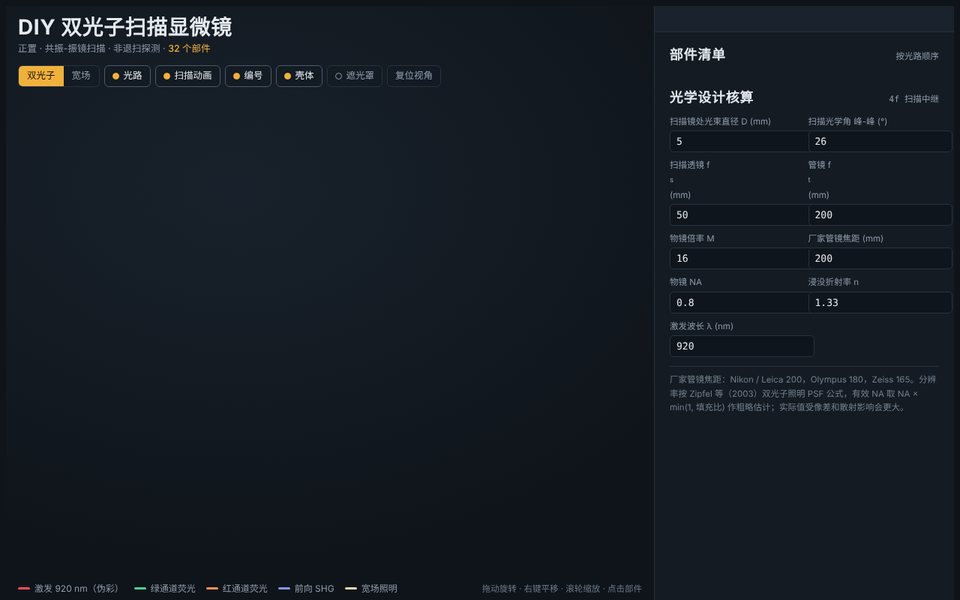 DIY 双光子扫描显微镜
正置 · 共振-振镜扫描 · 非退扫探测 · 32 个部件
双光子 宽场 光路 扫描动画 编号 壳体 遮光罩 复位视角
部件清单 按光路顺序
光学设计核算 4f 扫描中继
扫描镜处光束直径 D (mm) 扫描光学角 峰-峰 (°)
5 26
扫描透镜 f 管镜 f
s t
(mm) (mm)
50 200
物镜倍率 M 厂家管镜焦距 (mm)
16 200
物镜 NA 浸没折射率 n
0.8 1.33
激发波长 λ (nm)
920
厂家管镜焦距：Nikon / Leica 200，Olympus 180，Zeiss 165。分辨
率按 Zipfel 等（2003）双光子照明 PSF 公式，有效 NA 取 NA ×
min(1, 填充比) 作粗略估计；实际值受像差和散射影响会更大。
激发 920 nm（伪彩） 绿通道荧光 红通道荧光 前向 SHG 宽场照明 拖动旋转 · 右键平移 · 滚轮缩放 · 点击部件